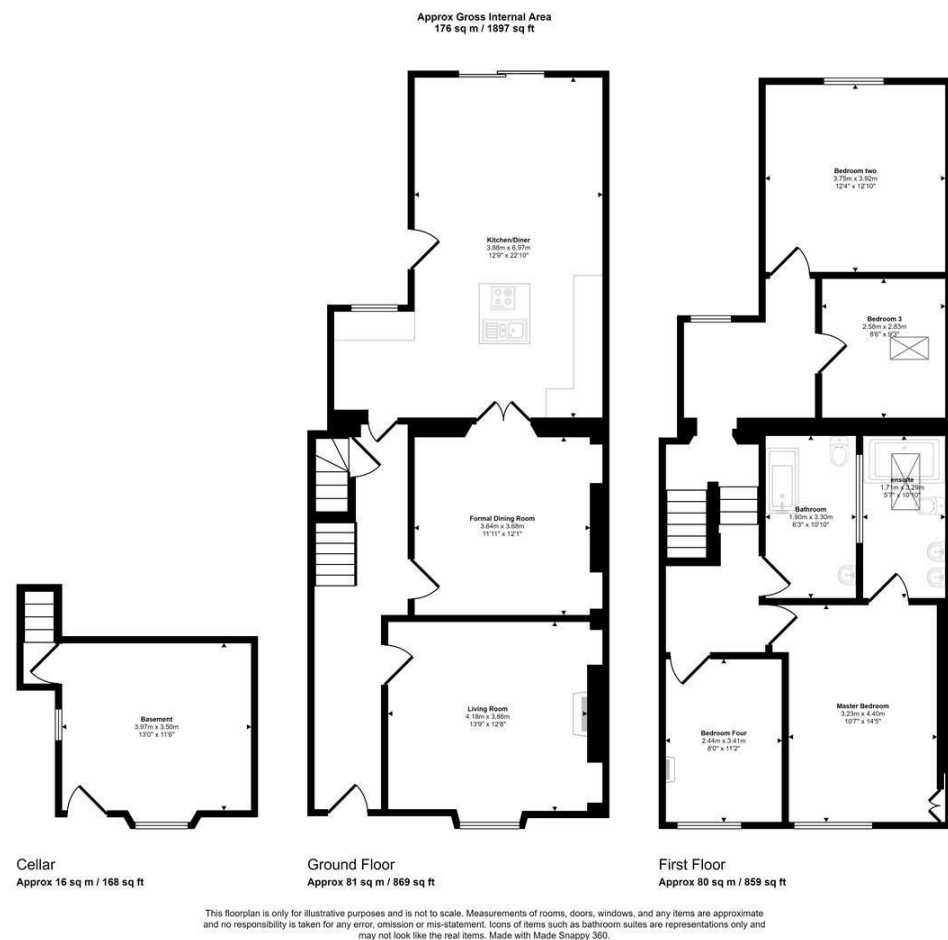 Approx Gross Internal Area
176 sq m / 1897 sq ft
Bedroom two
3.75m x 3.92m
12'4" x 12'10"
Kitchen/Diner
3.88m x 6.97m
12'9" x 22'10"
Bedroom 3
2.58m x 2.83m
8'6" x 9'3"
Formal Dining Room
3.64m x 3.68m
11'11" x 12'1"
Bathroom
1.90m x 3.30m
6'3" x 10'10"
ensuite
1.71m x 3.29m
5'7" x 10'10"
Basement
3.97m x 3.50m
13'0" x 11'6"
Living Room
4.18m x 3.86m
13'9" x 12'8"
Bedroom Four
2.44m x 3.41m
8'0" x 11'2"
Master Bedroom
3.23m x 4.40m
10'7" x 14'5"
Cellar
Approx 16 sq m / 168 sq ft
Ground Floor
Approx 81 sq m / 869 sq ft
First Floor
Approx 80 sq m / 859 sq ft
This floorplan is only for illustrative purposes and is not to scale. Measurements of rooms, doors, windows, and any items are approximate
and no responsibility is taken for any error, omission or mis-statement. Icons of items such as bathroom suites are representations only and
may not look like the real items. Made with Made Snappy 360.